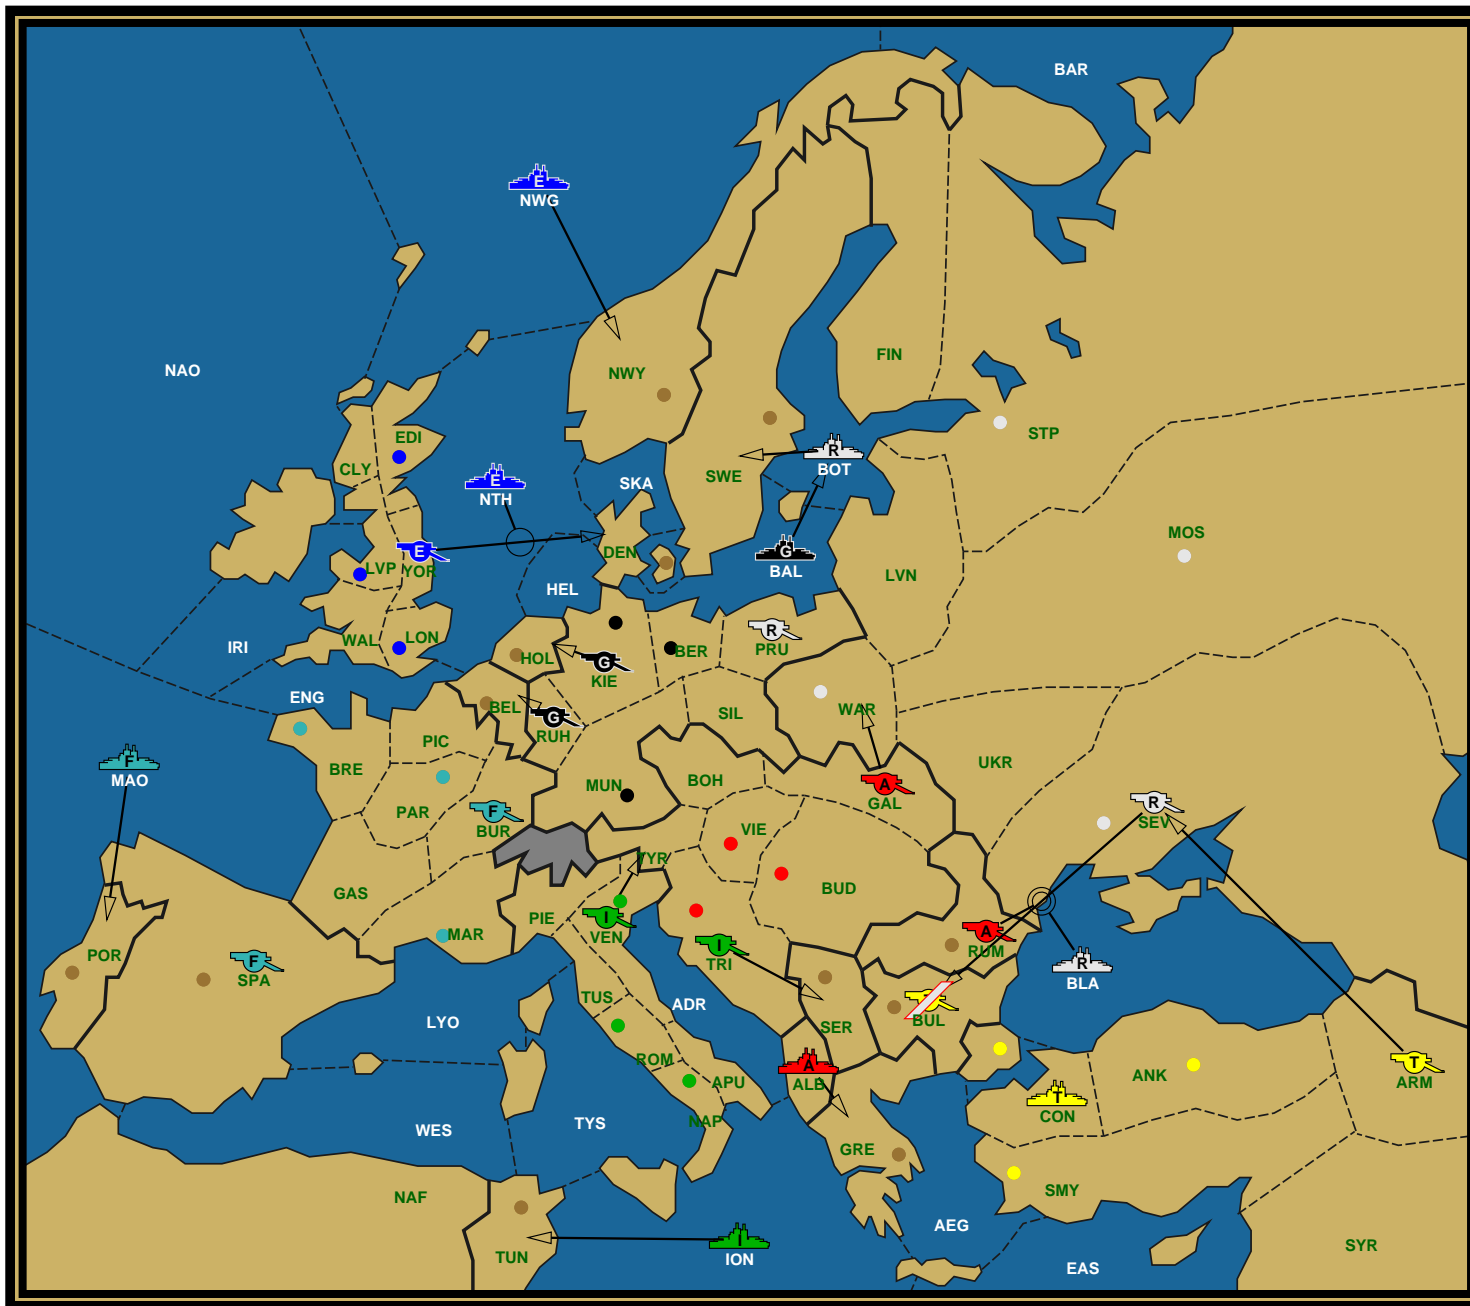 BAR
E
NWG
NAO
FIN
NWY
EDI
STP
CLY
R
BOT
SWE
SKA
E
NTH
MOS
E
YOR
LVP
DEN
G
BAL
LVN
HEL
R
PRU
WAL
LON
IRI
HOL
G
KIE
BER
ENG
BEL
G
RUH
SIL
WAR
PIC
F
MAO
BRE
MUN
BOH
A
GAL
UKR
PAR
F
BUR
R
SEV
VIE
TYR
GAS
BUD
PIE
I
VEN
MAR
A
RUM
I
TRI
POR
F
SPA
R
BLA
TUS
ADR
BUL
LYO
SER
ROM
A
ALB
APU
ANK
T
ARM
T
CON
NAP
WES
TYS
GRE
NAF
SMY
AEG
I
ION
TUN
SYR
EAS